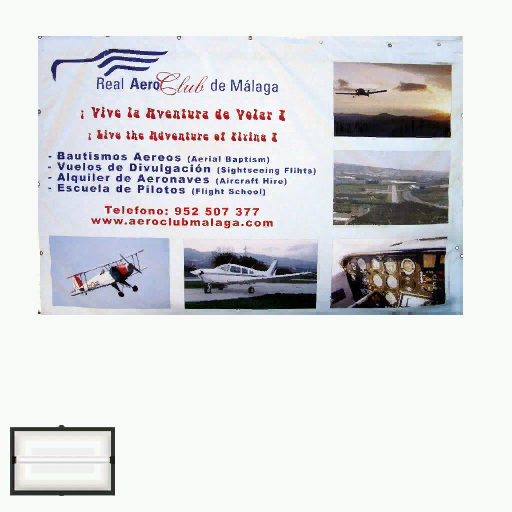 Real AeroClub de Málaga
¡ Vive la Aventura de Volar !
¡ Live the Adventure of Flying !
- Bautismos Aereos (Aerial Baptism)
- Vuelos de Divulgación (Sightseeing Flihts)
- Alquiler de Aeronaves (Aircraft Hire)
- Escuela de Pilotos (Flight School)
Telefono: 952 507 377
www.aeroclubmalaga.com